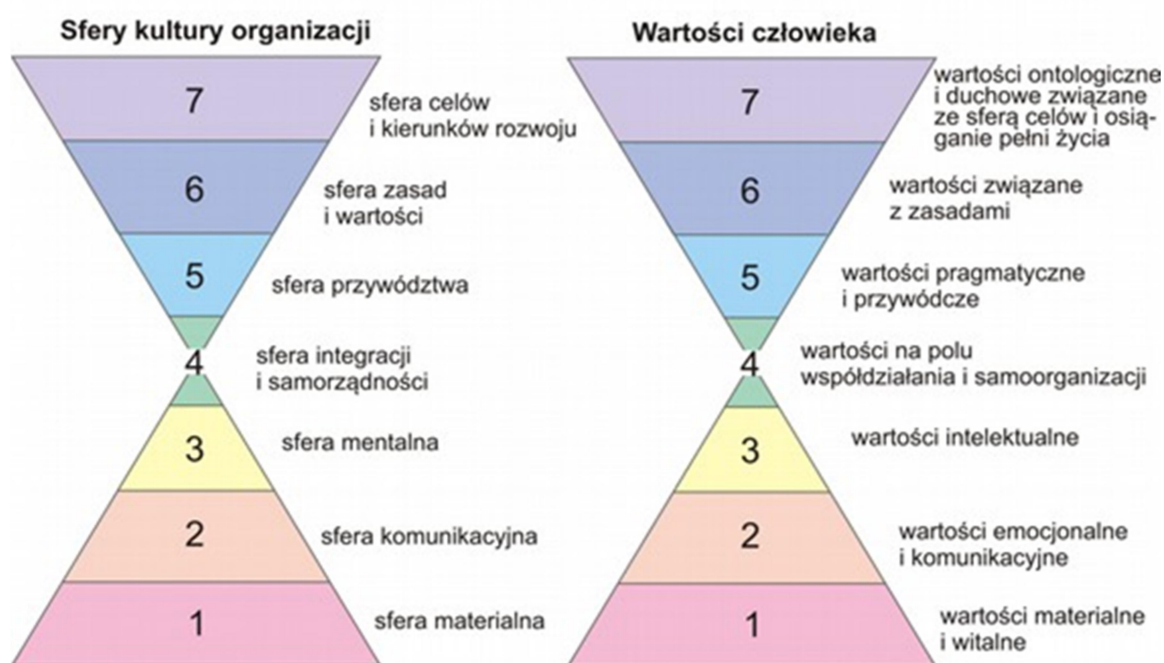 Sfery kultury organizacji
7
sfera celów
i kierunków rozwoju
6
sfera zasad
i wartości
5
sfera przywództwa
4
sfera integracji
i samorządności
3
sfera mentalna
2
sfera komunikacyjna
1
sfera materialna
Wartości człowieka
7
wartości ontologiczne
i duchowe związane
ze sferą celów i osią-
ganie pełni życia
6
wartości związane
z zasadami
5
wartości pragmatyczne
i przywódcze
4
wartości na polu
współdziałania i samoorganizacji
3
wartości intelektualne
2
wartości emocjonalne
i komunikacyjne
1
wartości materialne
i witalne